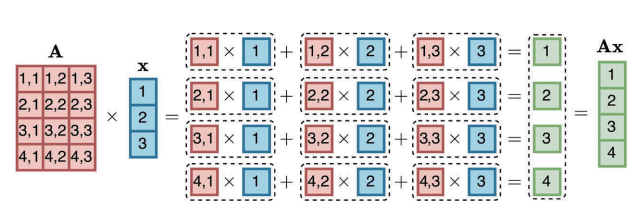 A
1,1 1,2 1,3
2,1 2,2 2,3
3,1 3,2 3,3
4,1 4,2 4,3
×
x
1
2
3
=
1,1 × 1 + 1,2 × 2 + 1,3 × 3 = 1
2,1 × 1 + 2,2 × 2 + 2,3 × 3 = 2
3,1 × 1 + 3,2 × 2 + 3,3 × 3 = 3
4,1 × 1 + 4,2 × 2 + 4,3 × 3 = 4
=
Ax
1
2
3
4